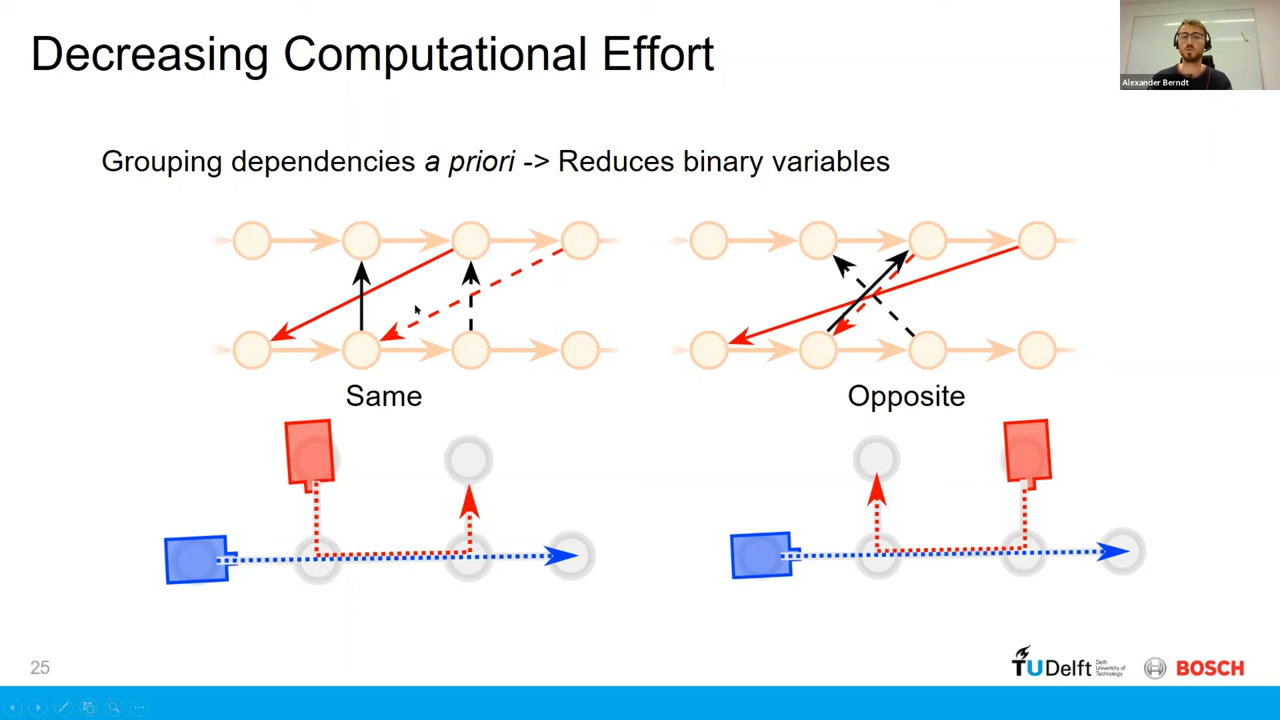 Decreasing Computational Effort
Alexander Berndt
Grouping dependencies a priori -> Reduces binary variables
Same
Opposite
25
TUDelft
Delft
University of
Technology
BOSCH